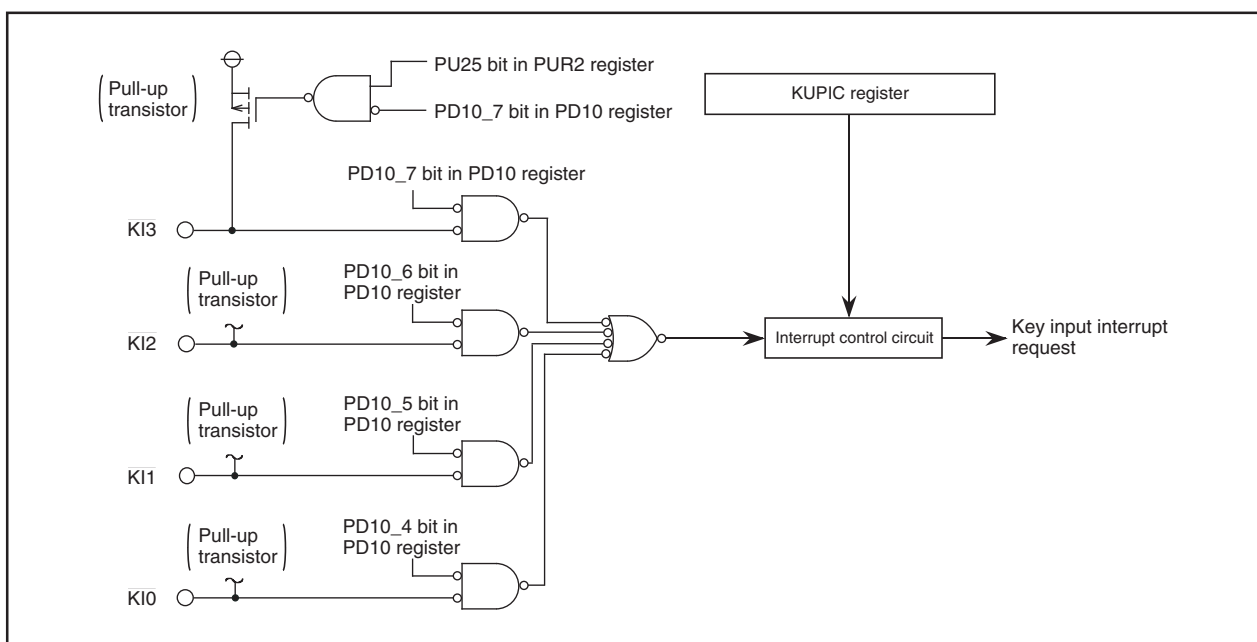 (Pull-up
transistor)
PU25 bit in PUR2 register
PD10_7 bit in PD10 register
KUPIC register
PD10_7 bit in PD10 register
KI3
(Pull-up
transistor)
PD10_6 bit in
PD10 register
KI2
Interrupt control circuit
Key input interrupt
request
(Pull-up
transistor)
PD10_5 bit in
PD10 register
KI1
(Pull-up
transistor)
PD10_4 bit in
PD10 register
KI0